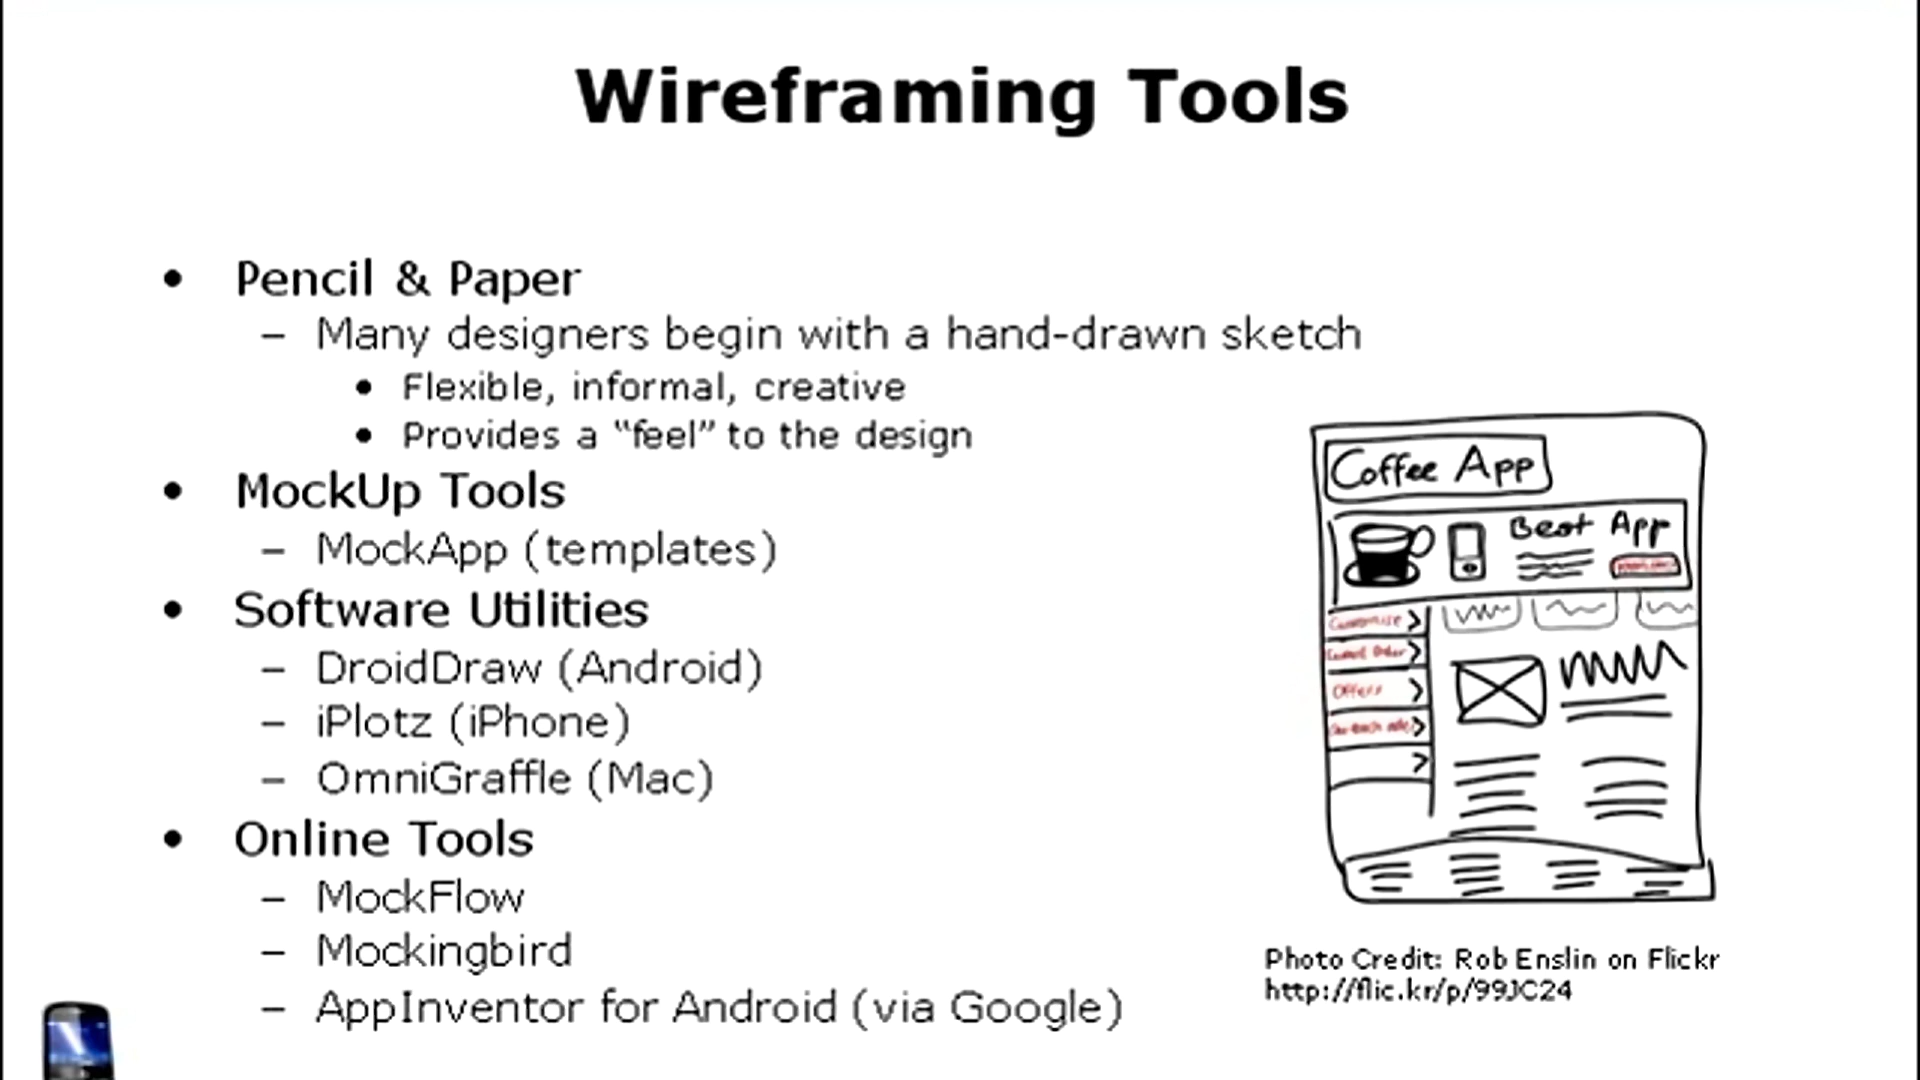 Wireframing Tools
• Pencil & Paper
– Many designers begin with a hand-drawn sketch
• Flexible, informal, creative
• Provides a “feel” to the design
• MockUp Tools
– MockApp (templates)
• Software Utilities
– DroidDraw (Android)
– iPlotz (iPhone)
– OmniGraffle (Mac)
• Online Tools
– MockFlow
– Mockingbird
– AppInventor for Android (via Google)
Coffee App
Best App
Customise
Offers
Photo Credit: Rob Enslin on Flickr
http://flic.kr/p/99JC24